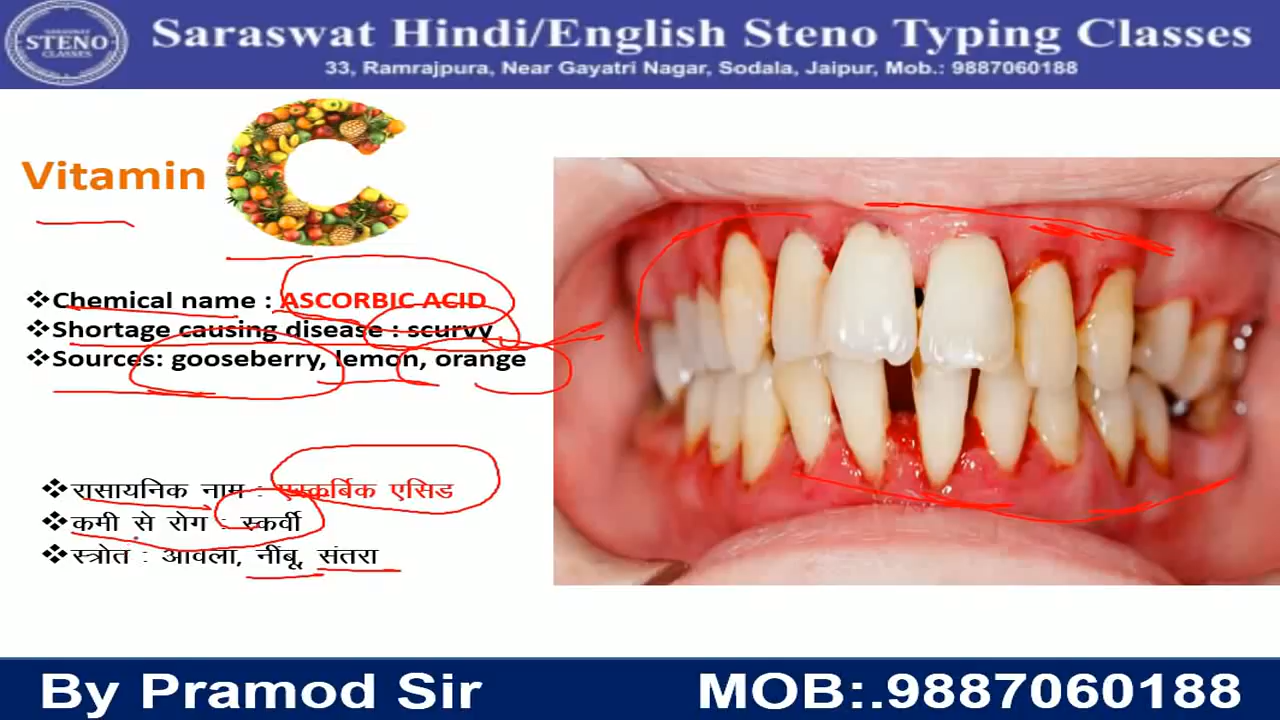 STENO
CLASSES
Saraswat Hindi/English Steno Typing Classes
33, Ramrajpura, Near Gayatri Nagar, Sodala, Jaipur, Mob.: 9887060188
Vitamin C
❖Chemical name : ASCORBIC ACID
❖Shortage causing disease : scurvy
❖Sources: gooseberry, lemon, orange
❖रासायनिक नाम : एस्कर्बिक एसिड
❖कमी से रोग : स्कर्वी
❖स्त्रोत : आवला, नींबू, संतरा
By Pramod Sir
MOB:.9887060188